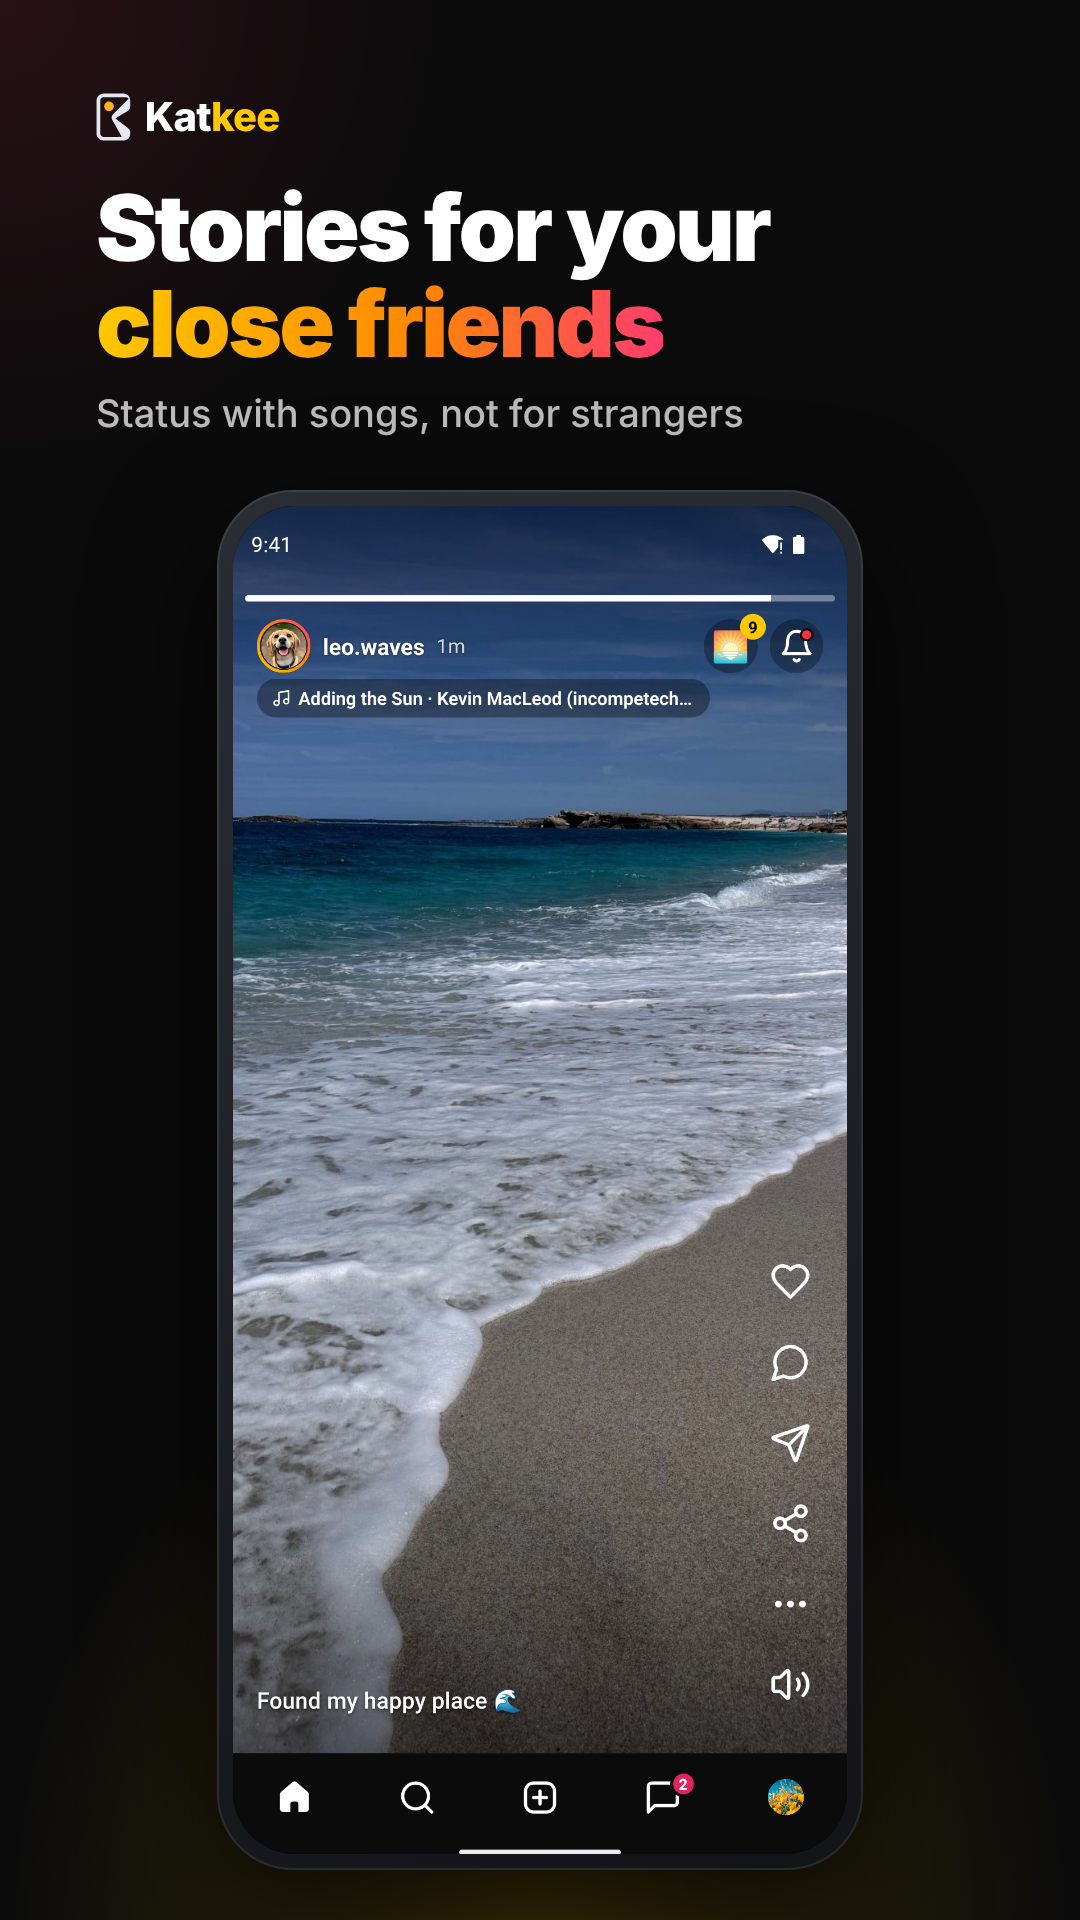 Katkee
Stories for your
close friends
Status with songs, not for strangers
9:41
leo.waves 1m
9
Adding the Sun · Kevin MacLeod (incompetech...
Found my happy place 🌊
2